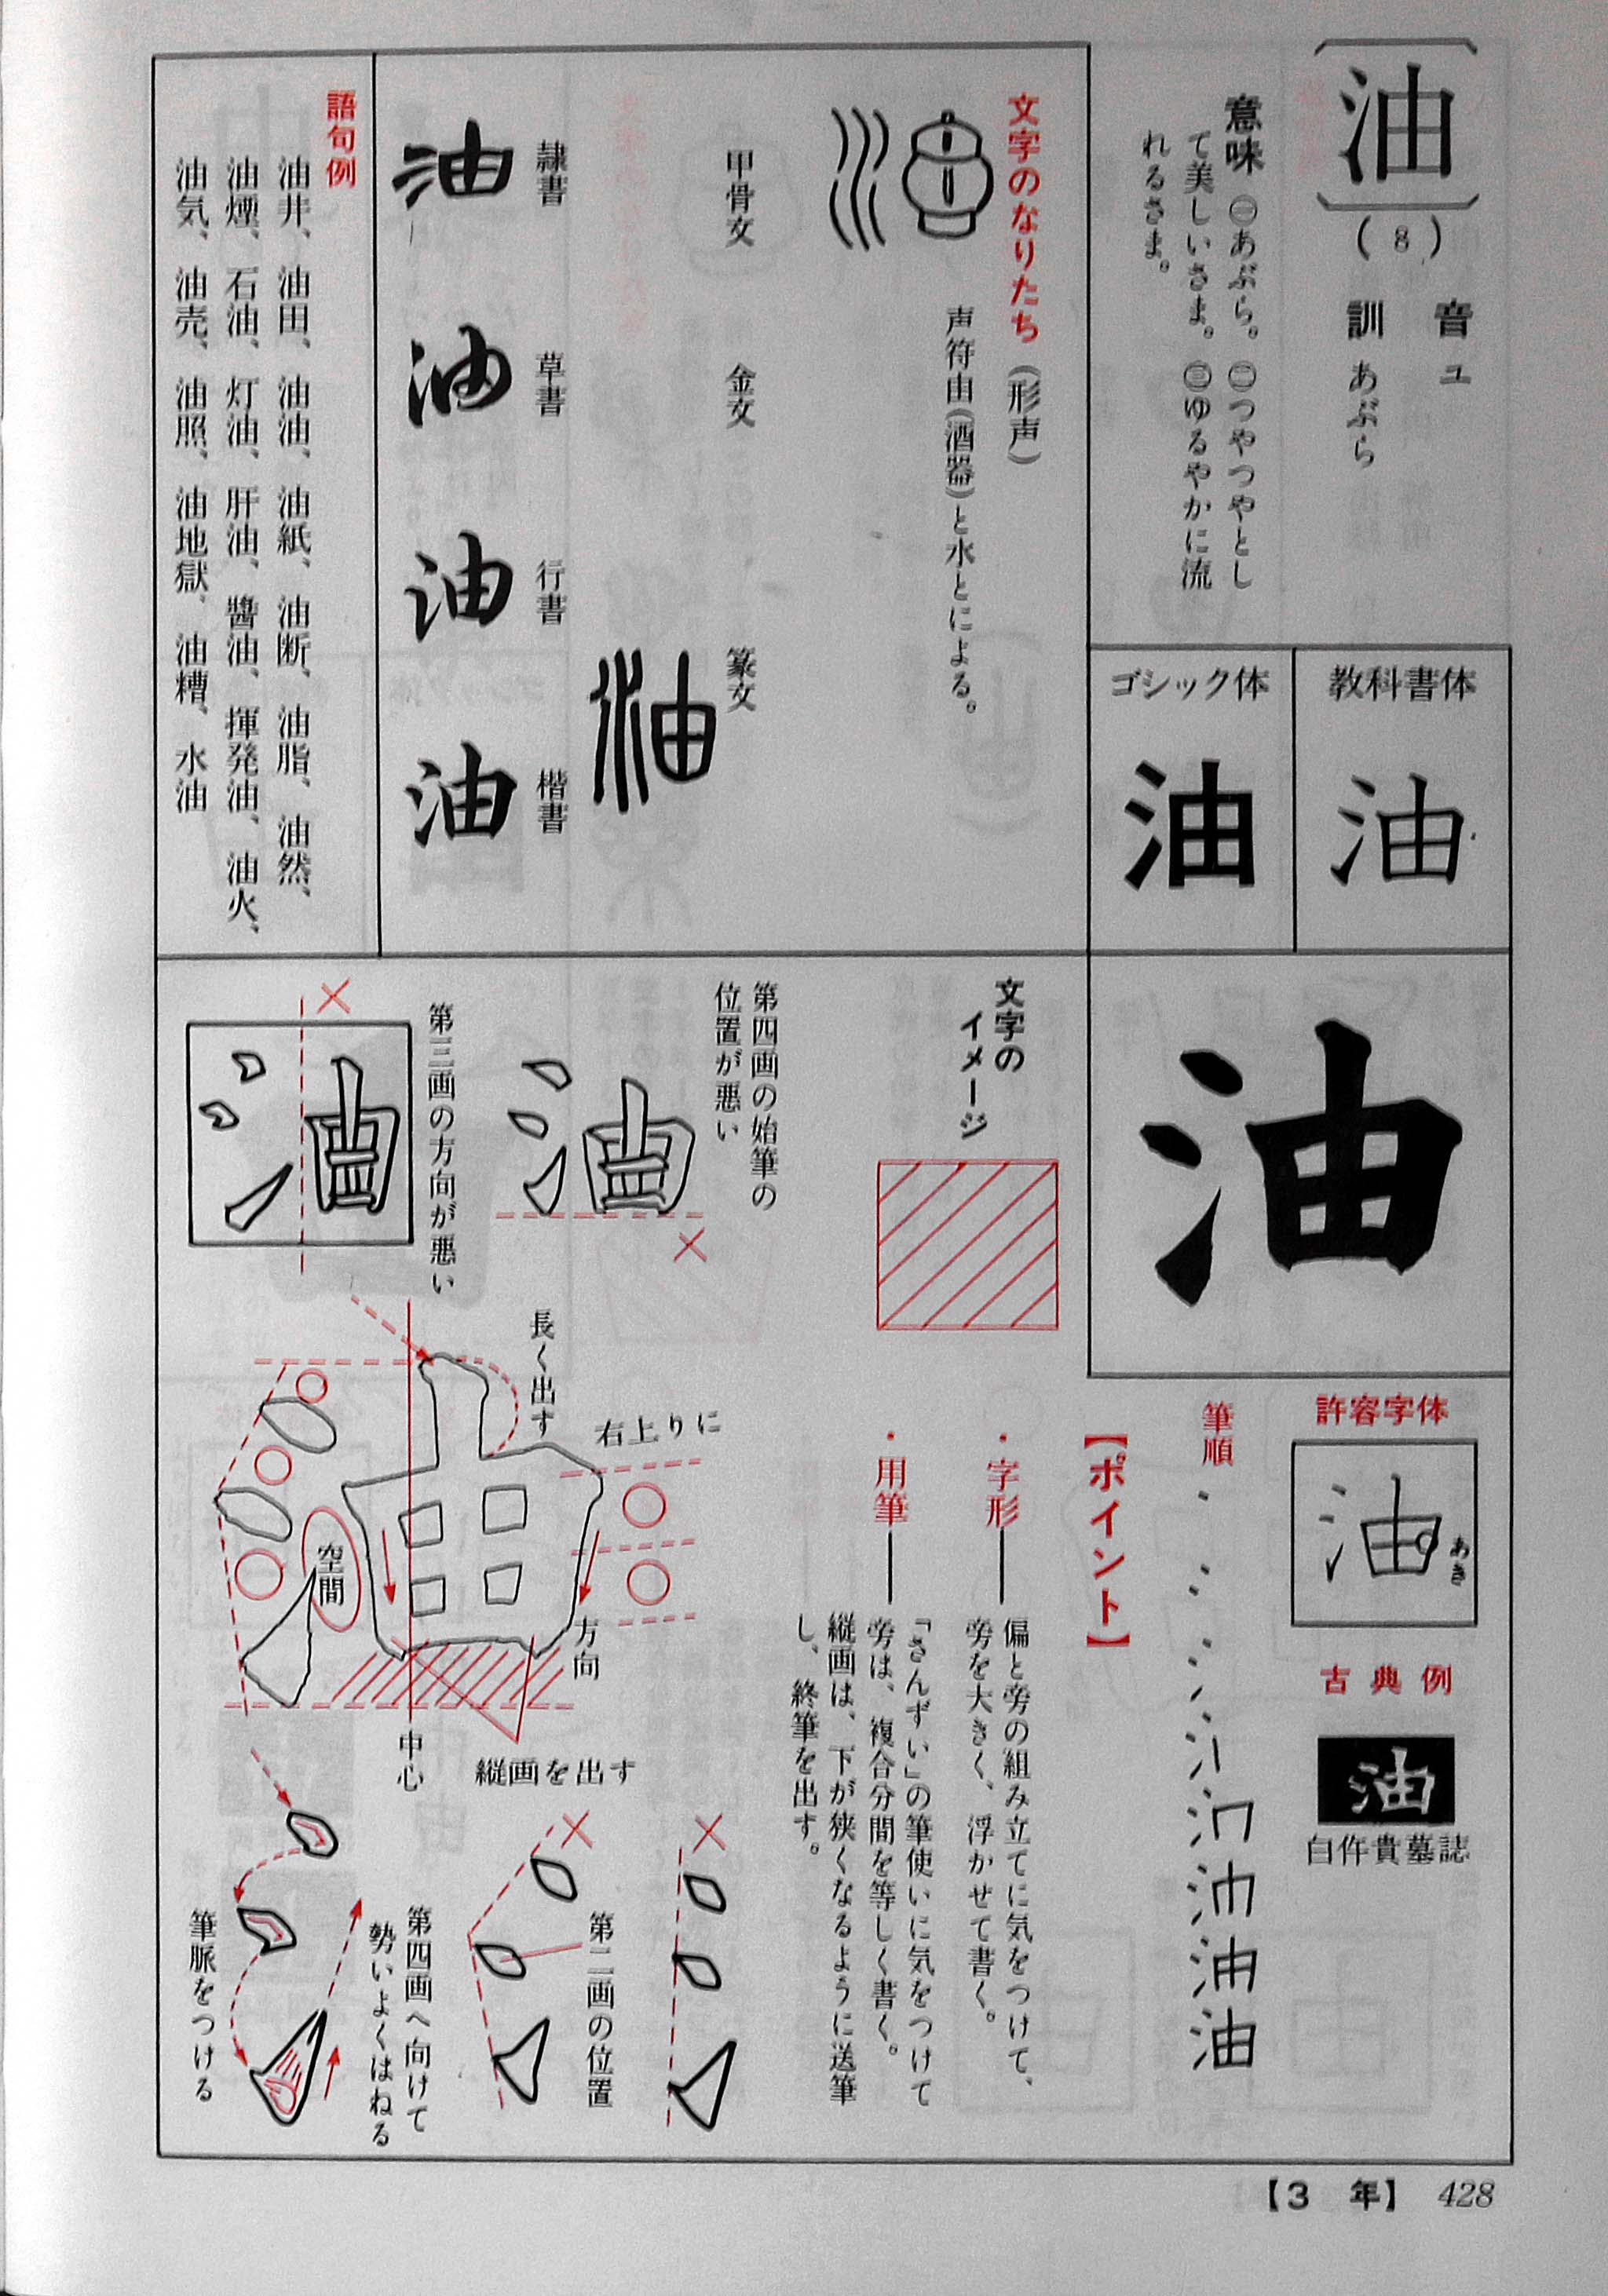 油
(8)
音 ユ
訓 あぶら
意味 ㊀あぶら。㊁つやつやとし
て美しいさま。㊂ゆるやかに流
れるさま。
教科書体
油
ゴシック体
油
文字のなりたち(形声)
声符由(酒器)と水とによる。
甲骨文
金文
篆文
油
隷書
油
草書
油
行書
油
楷書
油
語句例
油井、油田、油油、油紙、油断、油脂、油然、
油煙、石油、灯油、肝油、醬油、揮発油、油火、
油気、油売、油照、油地獄、油糟、水油
油
許容字体
油
あき
古典例
油
白仵貴墓誌
筆順
油
【ポイント】
・字形―偏と旁の組み立てに気をつけて、
旁を大きく、浮かせて書く。
・用筆―「さんずい」の筆使いに気をつけて
旁は、複合分間を等しく書く。
縦画は、下が狭くなるように送筆
し、終筆を出す。
文字の
イメージ
第四画の始筆の
位置が悪い
油
第三画の方向が悪い
油
長く出す
右上りに
空間
方向
中心
縦画を出す
第二画の位置
第四画へ向けて
勢いよくはねる
筆脈をつける
【3 年】 428